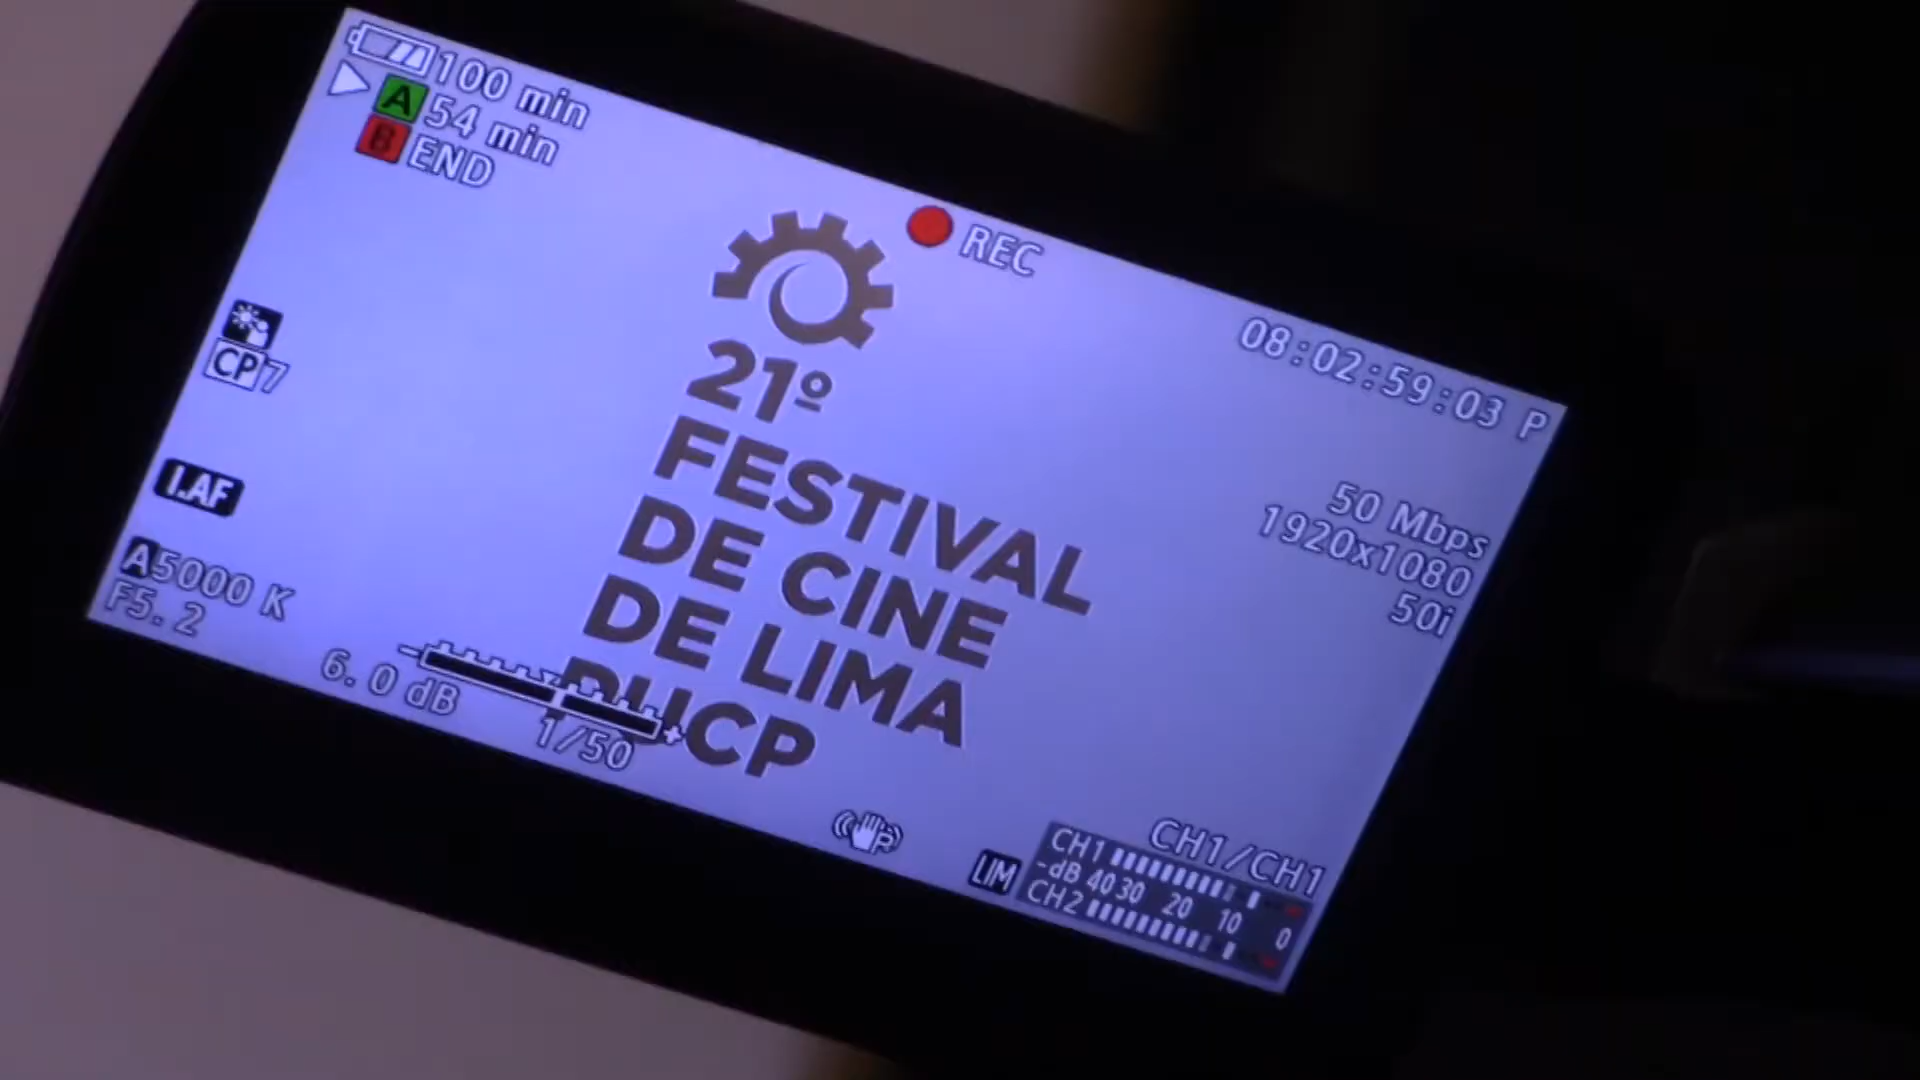 100 min
A 54 min
B END
REC
08:02:59:03 P
CP7
I.AF
50 Mbps
1920x1080
50i
21º
FESTIVAL
DE CINE
DE LIMA
PUCP
A5000 K
F5.2
6.0 dB
1/50
LIM
CH1/CH1
CH1
-dB 40 30 20 10 0
CH2